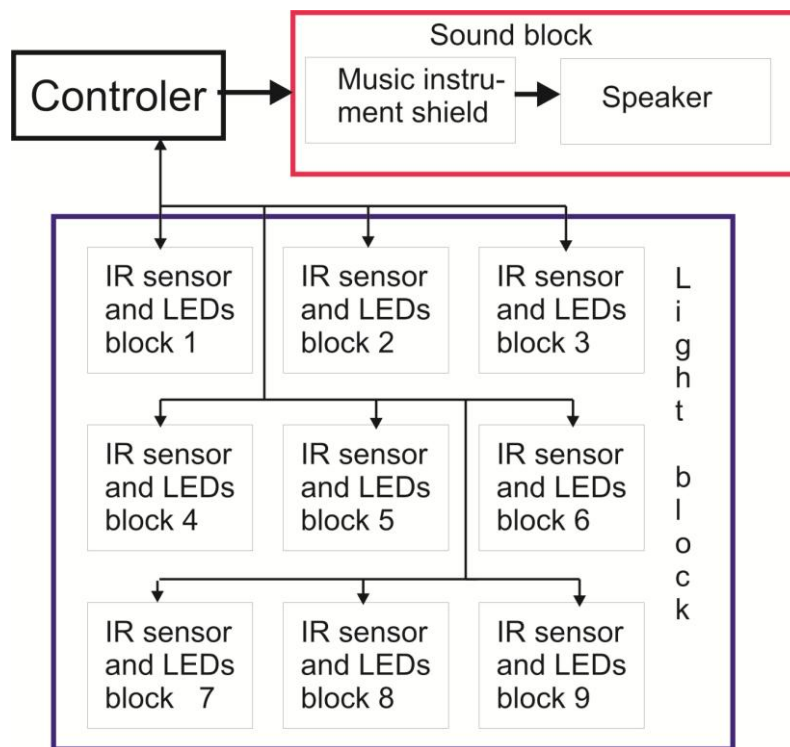 Controler
Sound block
Music instru-
ment shield
Speaker
IR sensor
and LEDs
block 1
IR sensor
and LEDs
block 2
IR sensor
and LEDs
block 3
Light block
IR sensor
and LEDs
block 4
IR sensor
and LEDs
block 5
IR sensor
and LEDs
block 6
IR sensor
and LEDs
block 7
IR sensor
and LEDs
block 8
IR sensor
and LEDs
block 9